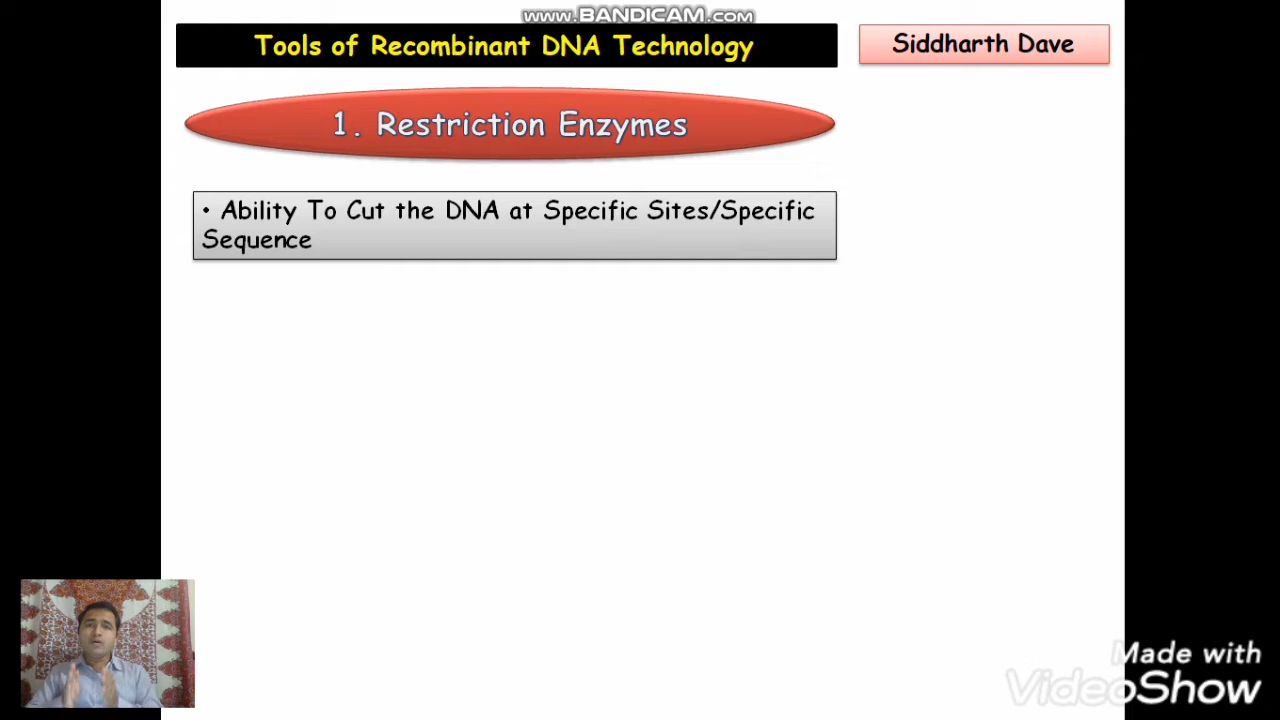 www.BANDICAM.com
Tools of Recombinant DNA Technology
Siddharth Dave
1. Restriction Enzymes
• Ability To Cut the DNA at Specific Sites/Specific
Sequence
Made with
VideoShow